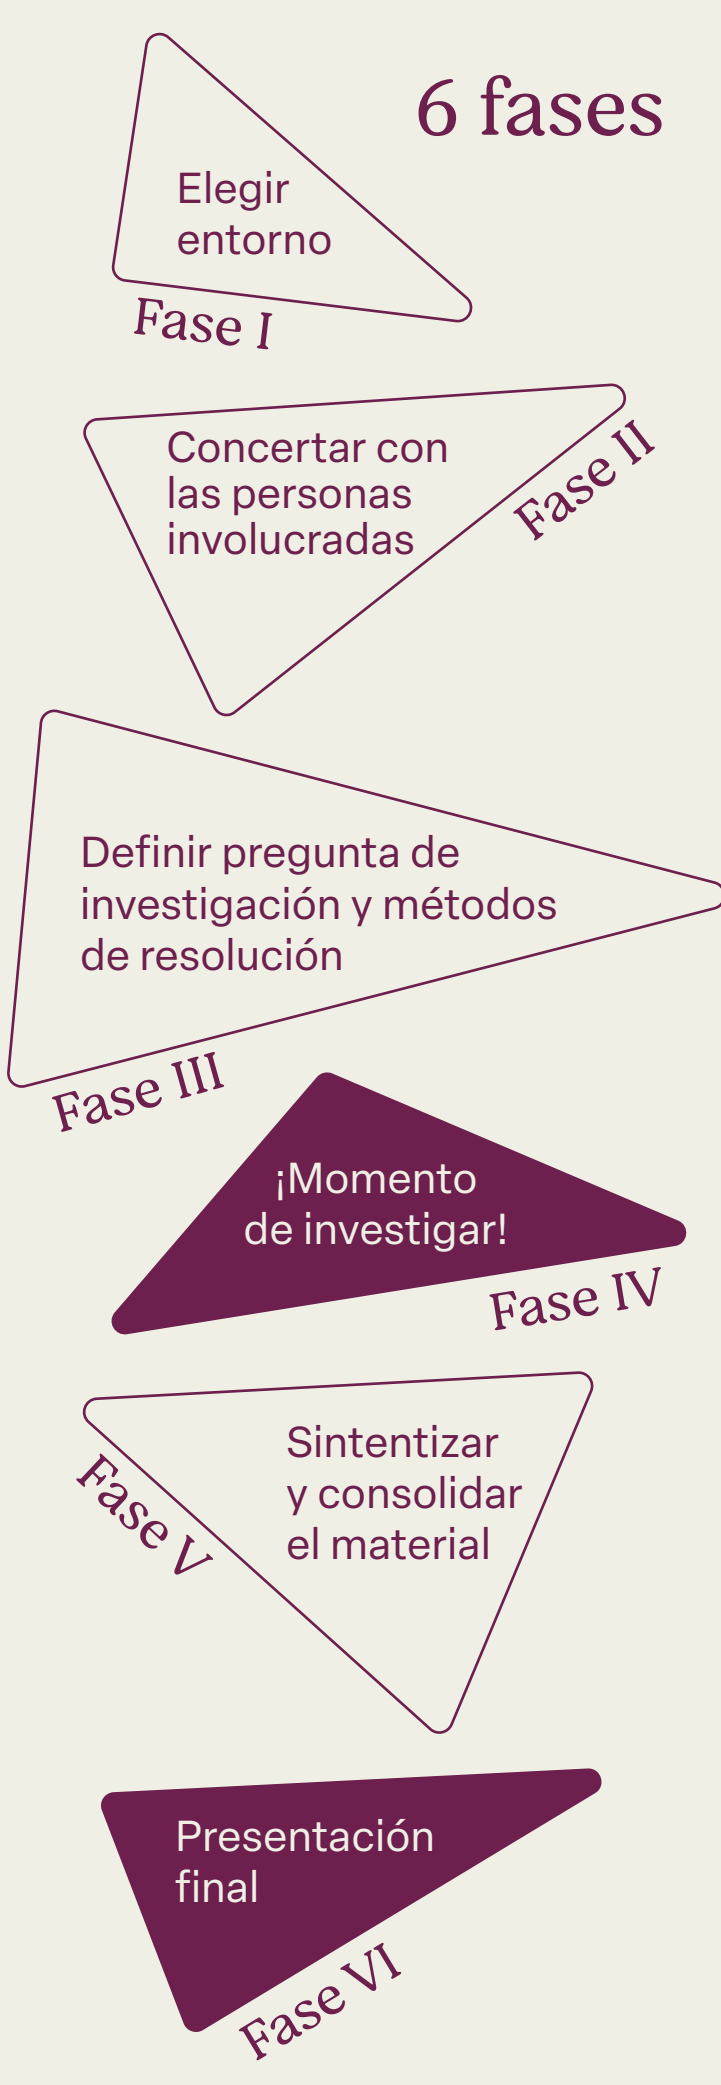 6 fases
Elegir
entorno
Fase I
Concertar con
las personas
involucradas
Fase II
Definir pregunta de
investigación y métodos
de resolución
Fase III
¡Momento
de investigar!
Fase IV
Sintentizar
y consolidar
el material
Fase V
Presentación
final
Fase VI